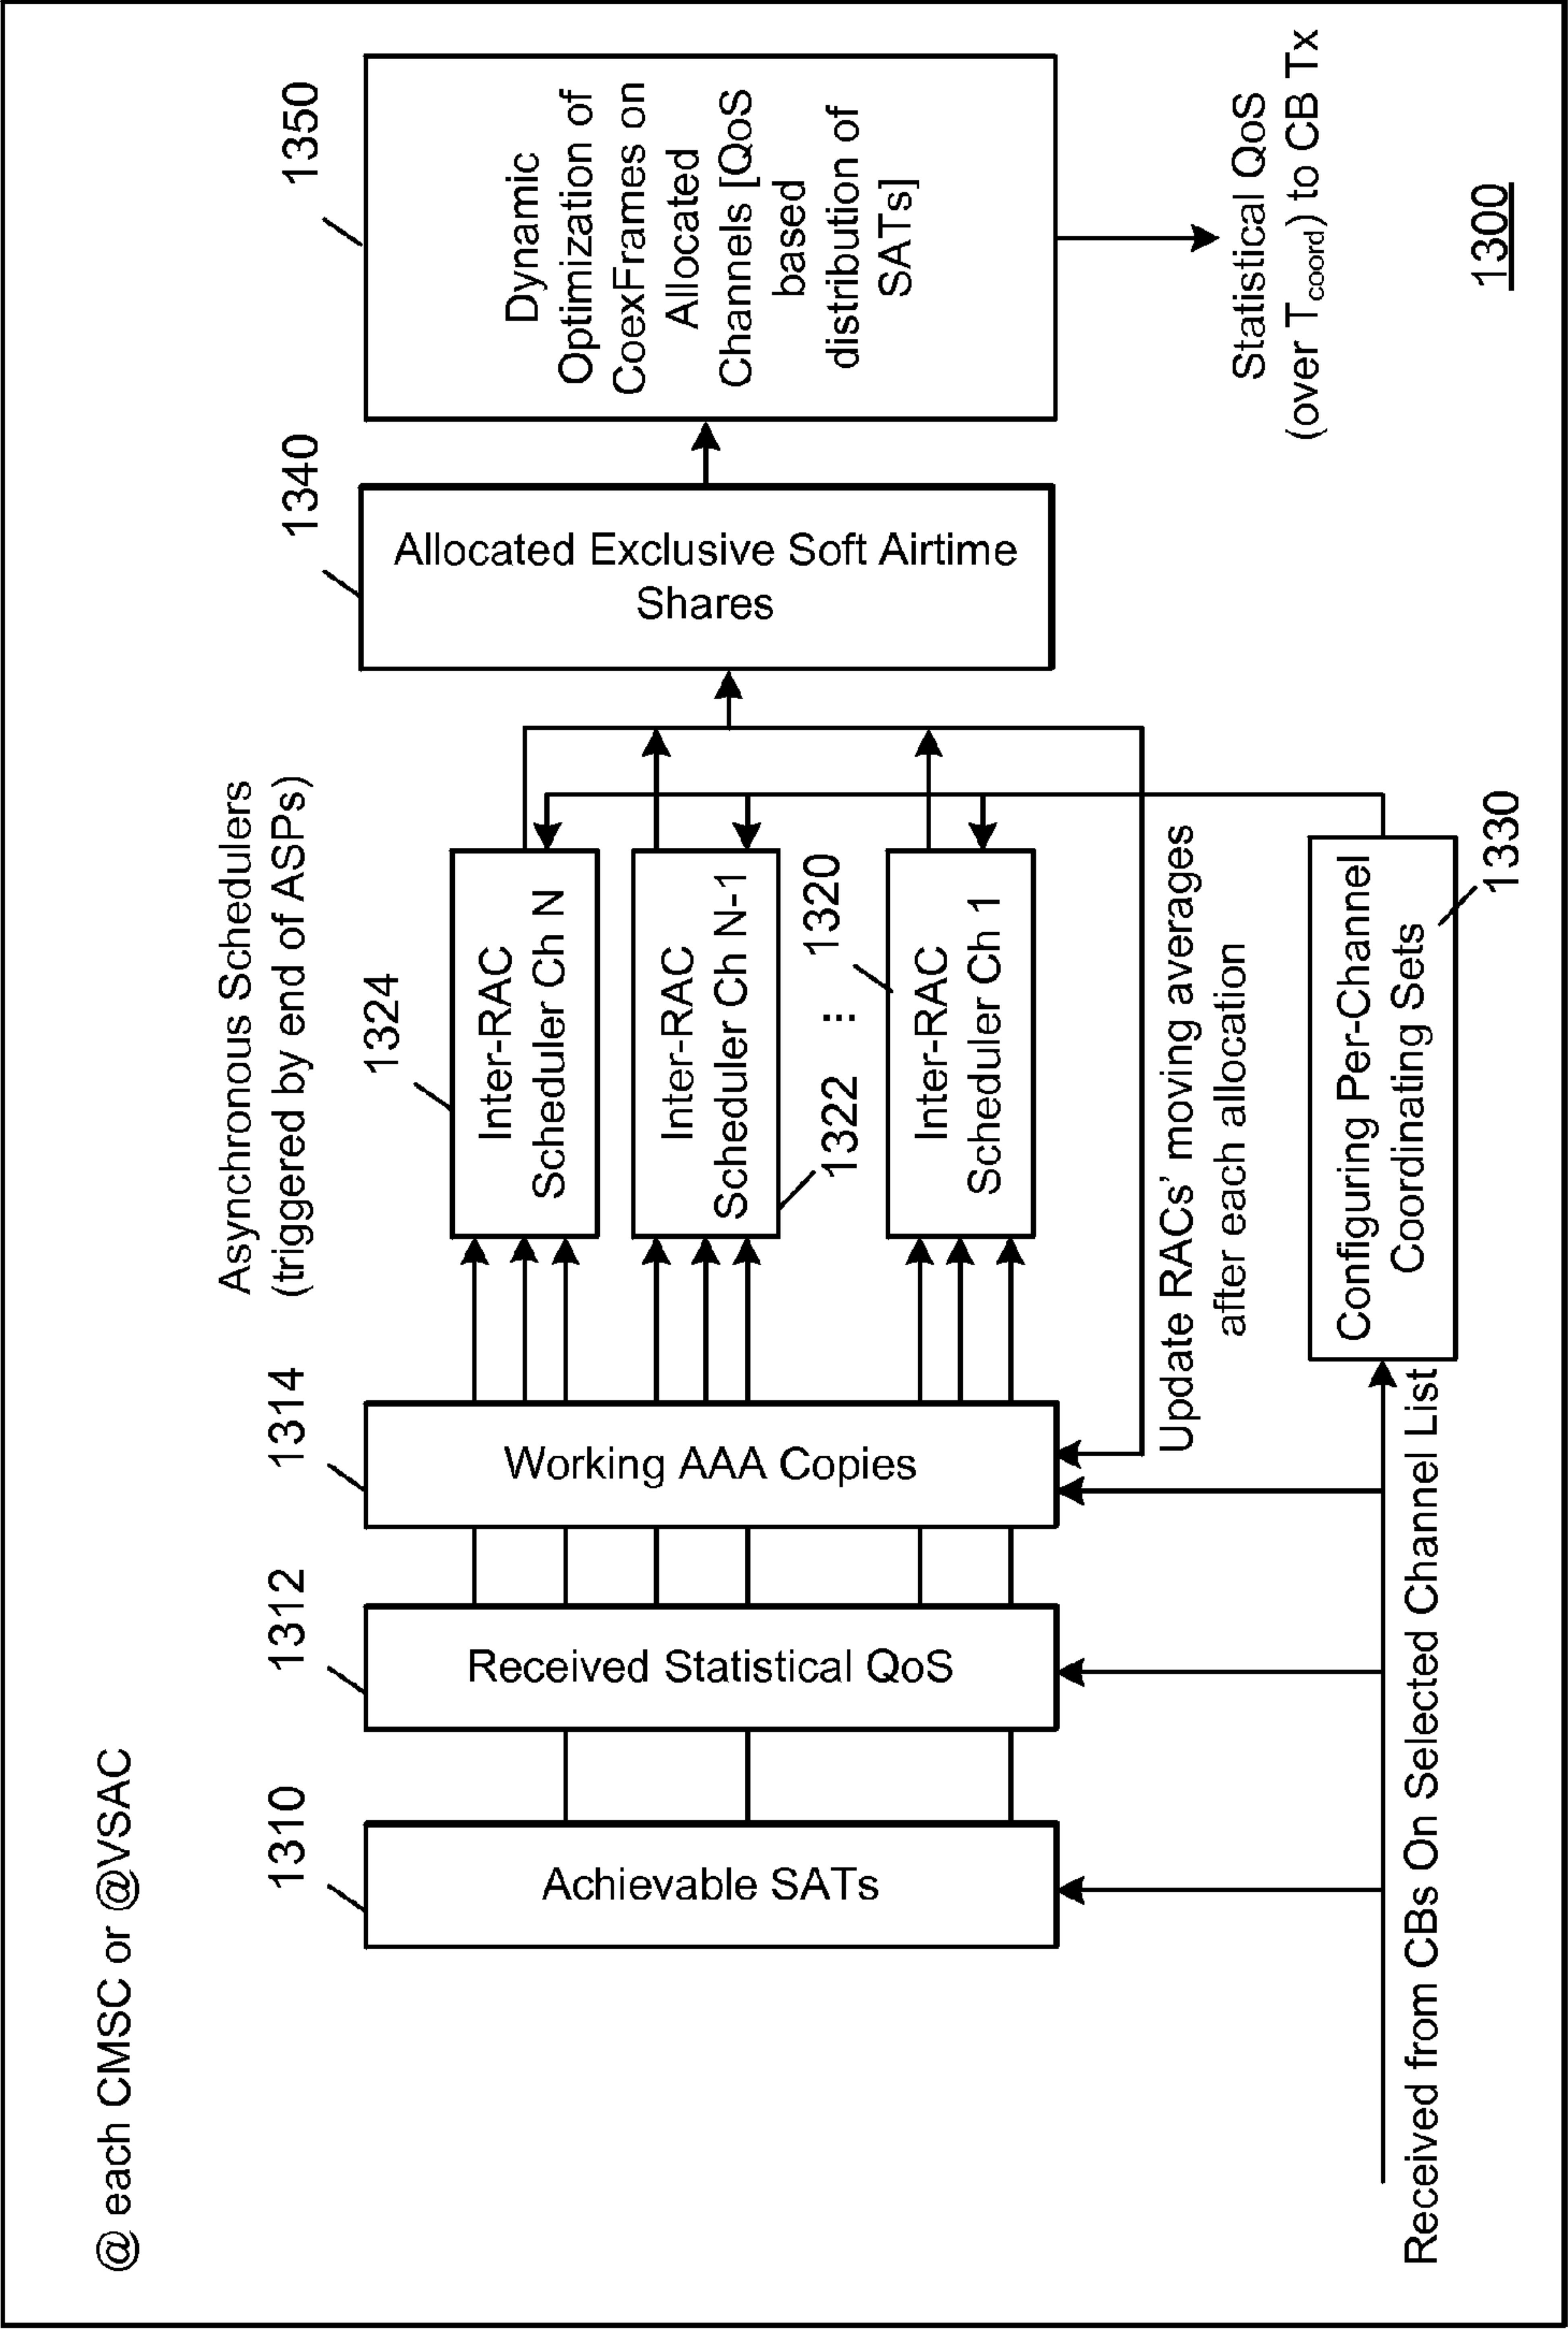 @ each CMSC or @VSAC
1310
Achievable SATs
1312
Received Statistical QoS
1314
Working AAA Copies
Asynchronous Schedulers
(triggered by end of ASPs)
1324
Inter-RAC
Scheduler Ch N
Inter-RAC
Scheduler Ch N-1
1322
...
1320
Inter-RAC
Scheduler Ch 1
Update RACs' moving averages
after each allocation
Configuring Per-Channel
Coordinating Sets
1330
Received from CBs On Selected Channel List
1340
Allocated Exclusive Soft Airtime
Shares
1350
Dynamic
Optimization of
CoexFrames on
Allocated
Channels [QoS
based
distribution of
SATs]
Statistical QoS
(over Tcoord) to CB Tx
1300